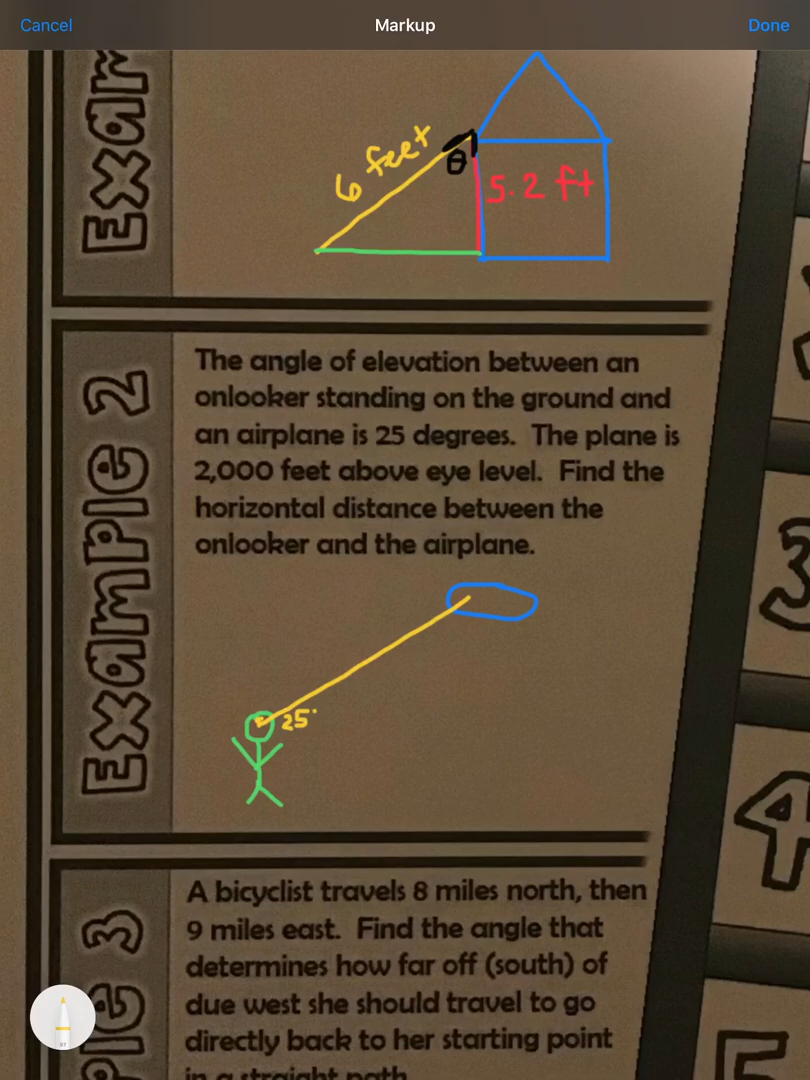 Cancel
Markup
Done
Exam
6 feet
θ
5.2 ft
Example 2
The angle of elevation between an
onlooker standing on the ground and
an airplane is 25 degrees. The plane is
2,000 feet above eye level. Find the
horizontal distance between the
onlooker and the airplane.
25°
3
4
ple 3
A bicyclist travels 8 miles north, then
9 miles east. Find the angle that
determines how far off (south) of
due west she should travel to go
directly back to her starting point
in a straight path.
5
97